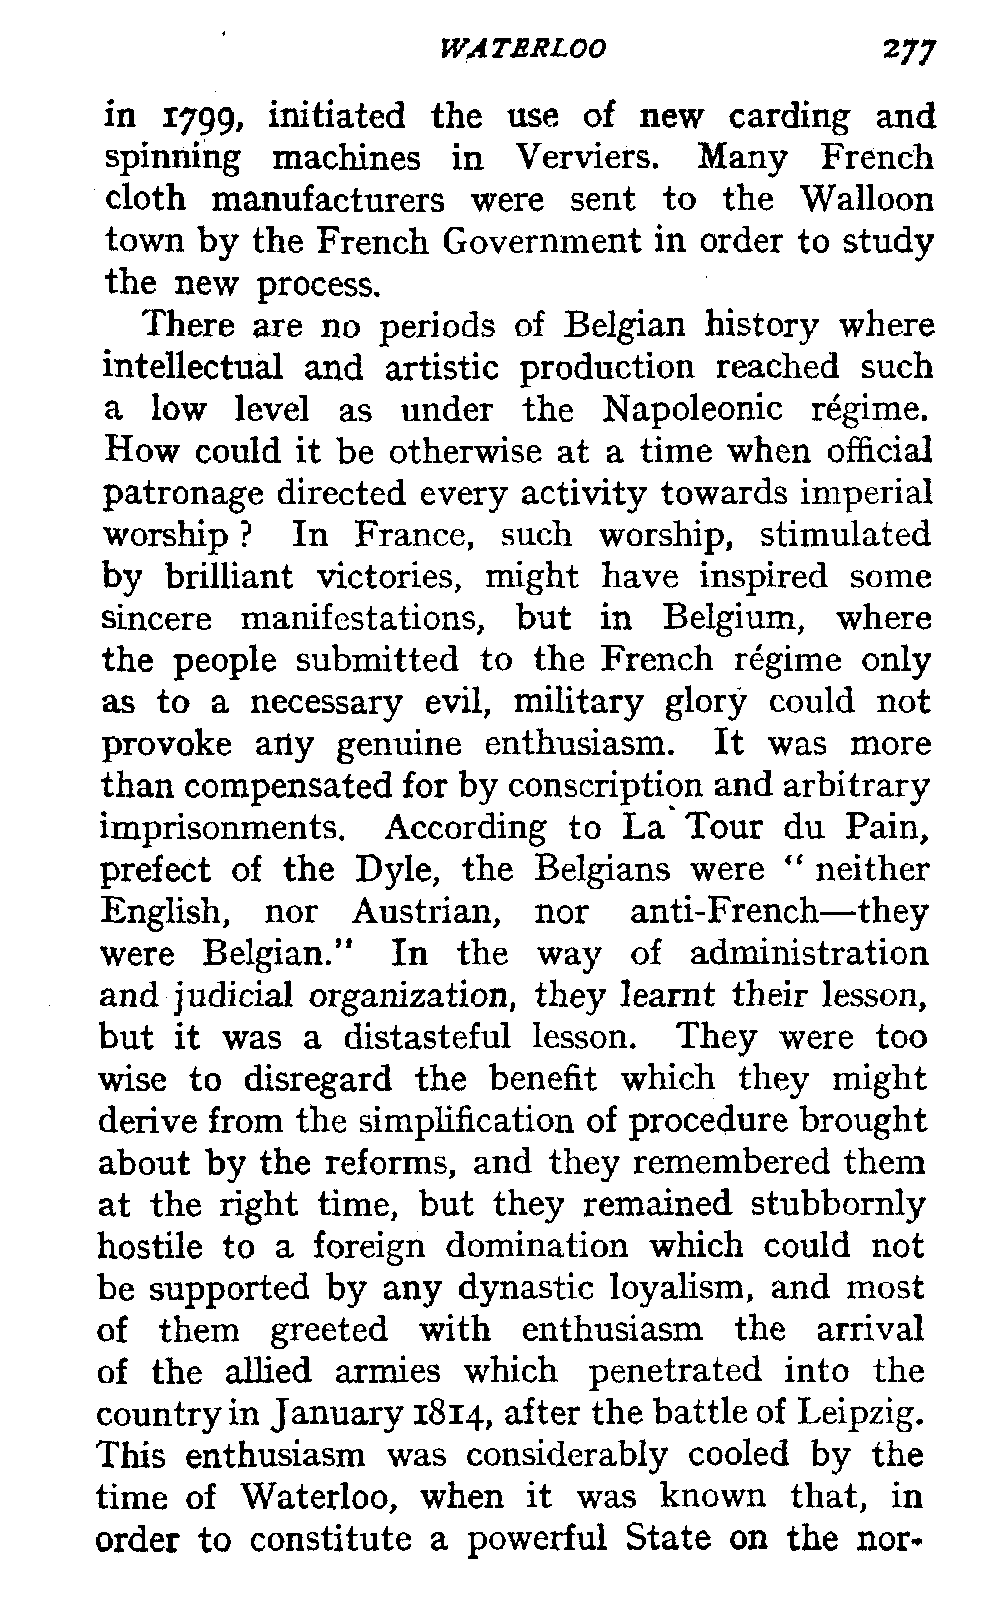 WATERLOO 277
in 1799, initiated the use of new carding and
spinning machines in Verviers. Many French
cloth manufacturers were sent to the Walloon
town by the French Government in order to study
the new process.
There are no periods of Belgian history where
intellectual and artistic production reached such
a low level as under the Napoleonic régime.
How could it be otherwise at a time when official
patronage directed every activity towards imperial
worship ? In France, such worship, stimulated
by brilliant victories, might have inspired some
sincere manifestations, but in Belgium, where
the people submitted to the French régime only
as to a necessary evil, military glory could not
provoke any genuine enthusiasm. It was more
than compensated for by conscription and arbitrary
imprisonments. According to La Tour du Pain,
prefect of the Dyle, the Belgians were “ neither
English, nor Austrian, nor anti-French—they
were Belgian.” In the way of administration
and judicial organization, they learnt their lesson,
but it was a distasteful lesson. They were too
wise to disregard the benefit which they might
derive from the simplification of procedure brought
about by the reforms, and they remembered them
at the right time, but they remained stubbornly
hostile to a foreign domination which could not
be supported by any dynastic loyalism, and most
of them greeted with enthusiasm the arrival
of the allied armies which penetrated into the
country in January 1814, after the battle of Leipzig.
This enthusiasm was considerably cooled by the
time of Waterloo, when it was known that, in
order to constitute a powerful State on the nor-